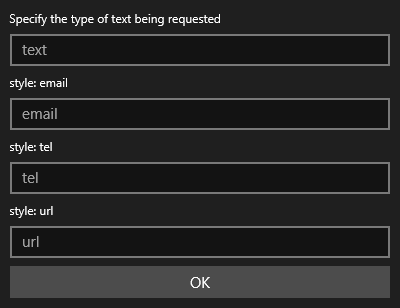 Specify the type of text being requested
text
style: email
email
style: tel
tel
style: url
url
OK